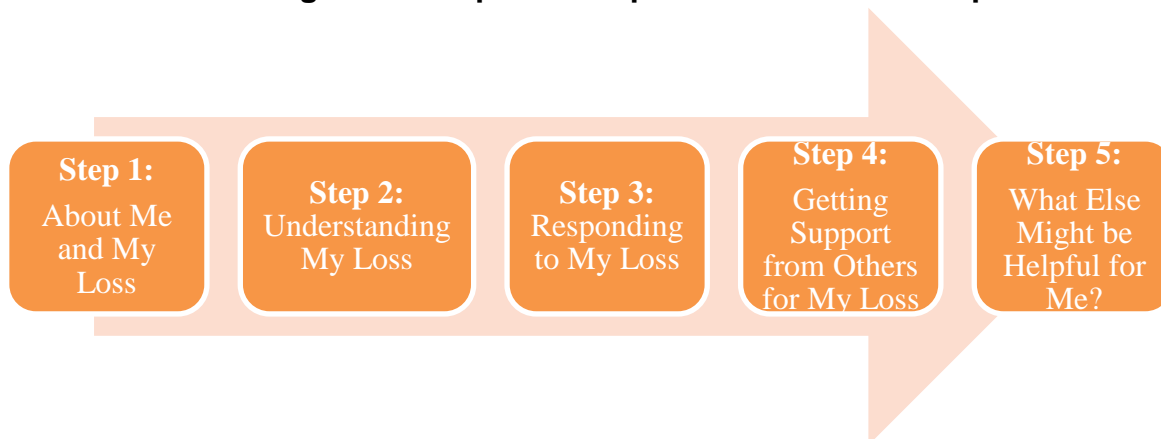 Step 1:
About Me
and My
Loss
Step 2:
Understanding
My Loss
Step 3:
Responding
to My Loss
Step 4:
Getting
Support
from Others
for My Loss
Step 5:
What Else
Might be
Helpful for
Me?